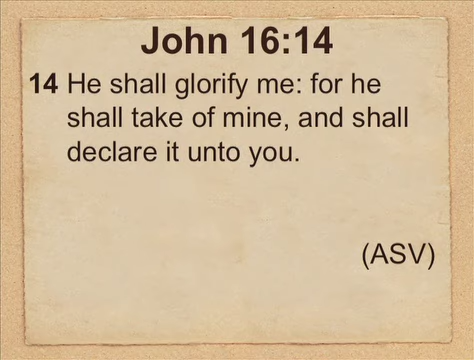 John 16:14
14 He shall glorify me: for he
shall take of mine, and shall
declare it unto you.
(ASV)